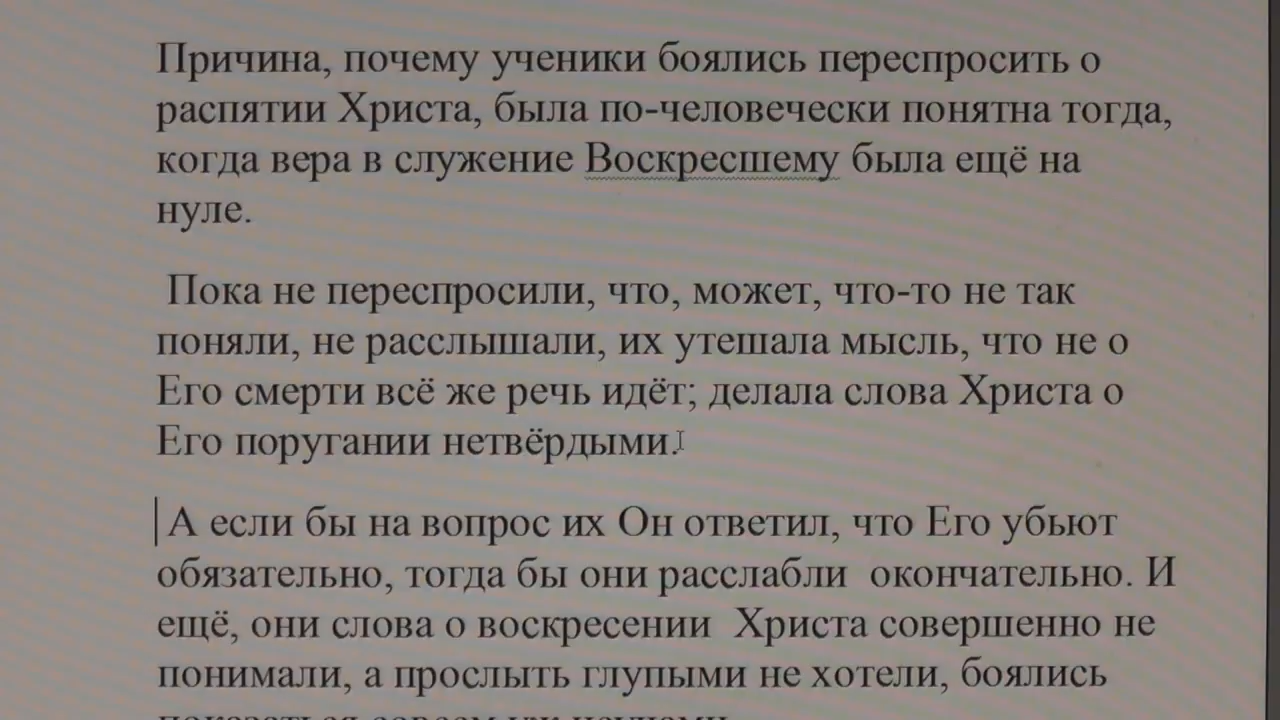 Причина, почему ученики боялись переспросить о
распятии Христа, была по-человечески понятна тогда,
когда вера в служение Воскресшему была ещё на
нуле.
Пока не переспросили, что, может, что-то не так
поняли, не расслышали, их утешала мысль, что не о
Его смерти всё же речь идёт; делала слова Христа о
Его поругании нетвёрдыми.
А если бы на вопрос их Он ответил, что Его убьют
обязательно, тогда бы они расслабли  окончательно. И
ещё, они слова о воскресении  Христа совершенно не
понимали, а прослыть глупыми не хотели, боялись